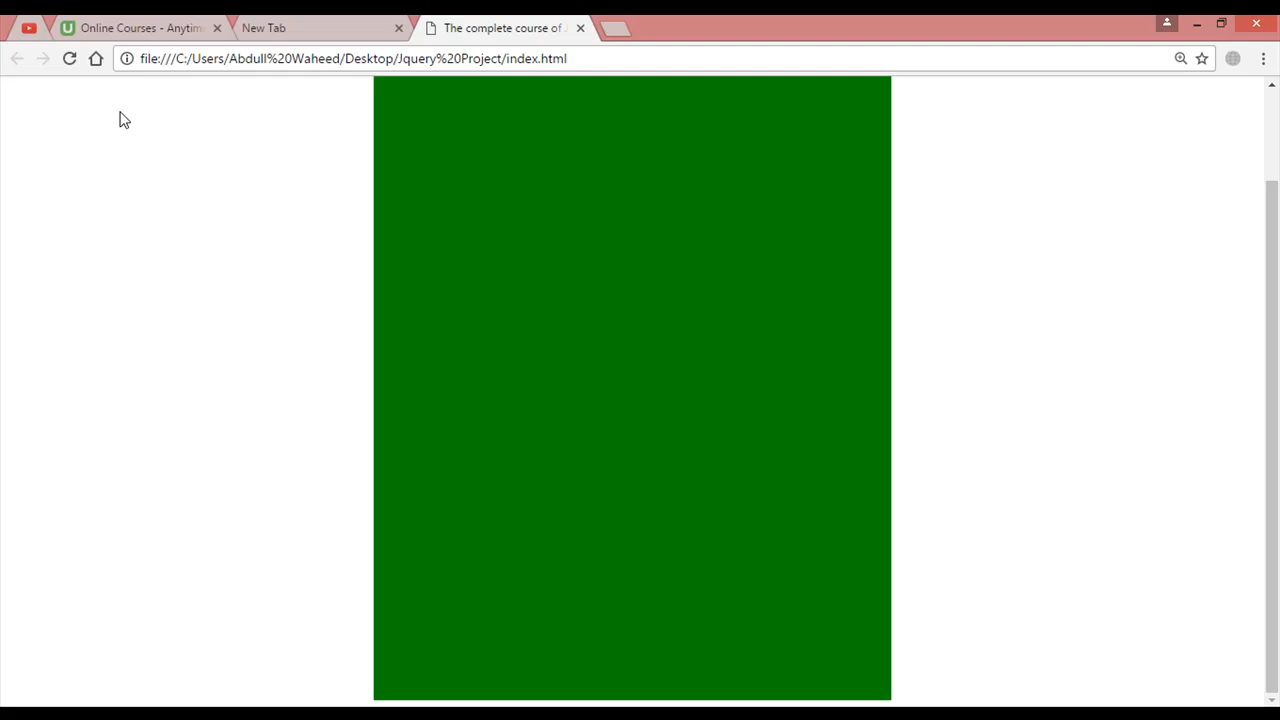 Online Courses - Anytim
New Tab
The complete course of
file:///C:/Users/Abdull%20Waheed/Desktop/Jquery%20Project/index.html